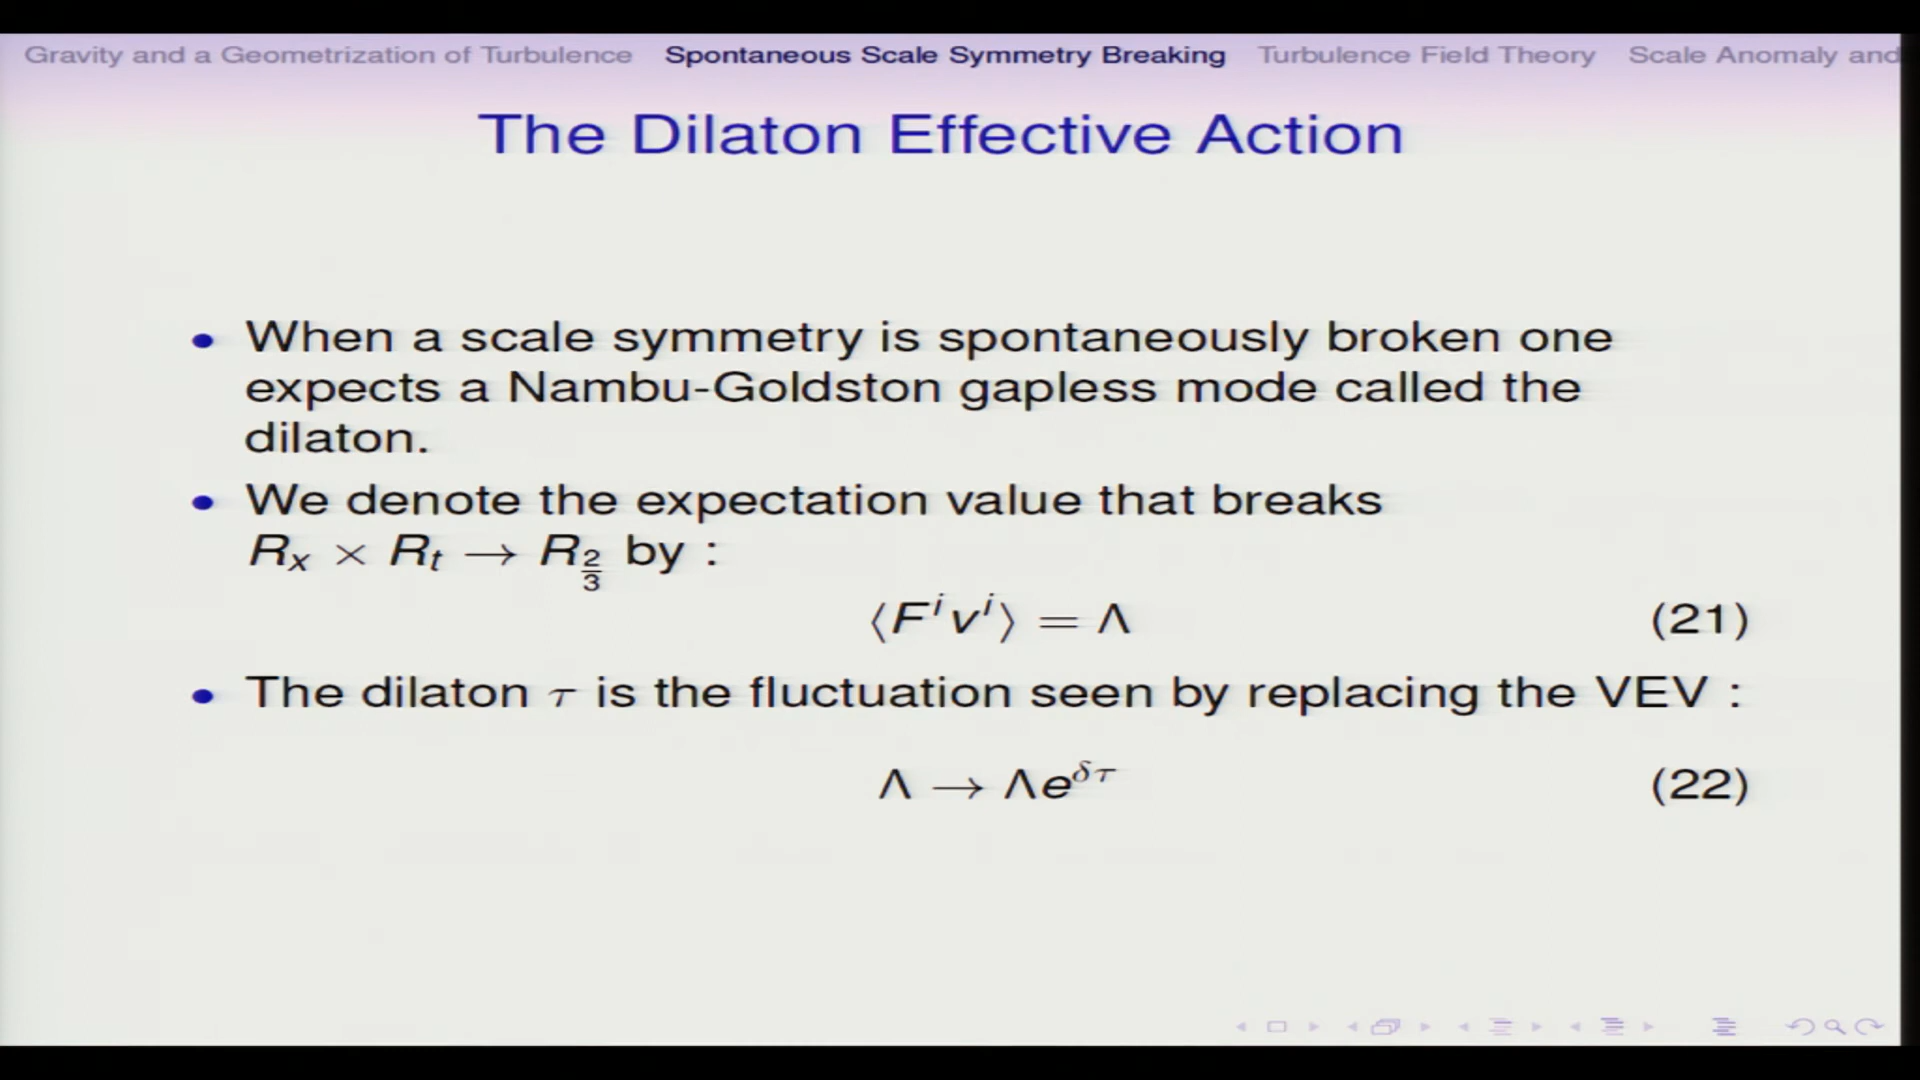 Gravity and a Geometrization of Turbulence Spontaneous Scale Symmetry Breaking Turbulence Field Theory Scale Anomaly and
The Dilaton Effective Action
• When a scale symmetry is spontaneously broken one
expects a Nambu-Goldston gapless mode called the
dilaton.
• We denote the expectation value that breaks
R_x × R_t → R_{2/3} by :
⟨F^i v^i⟩ = Λ (21)
• The dilaton τ is the fluctuation seen by replacing the VEV :
Λ → Λe^{δτ} (22)